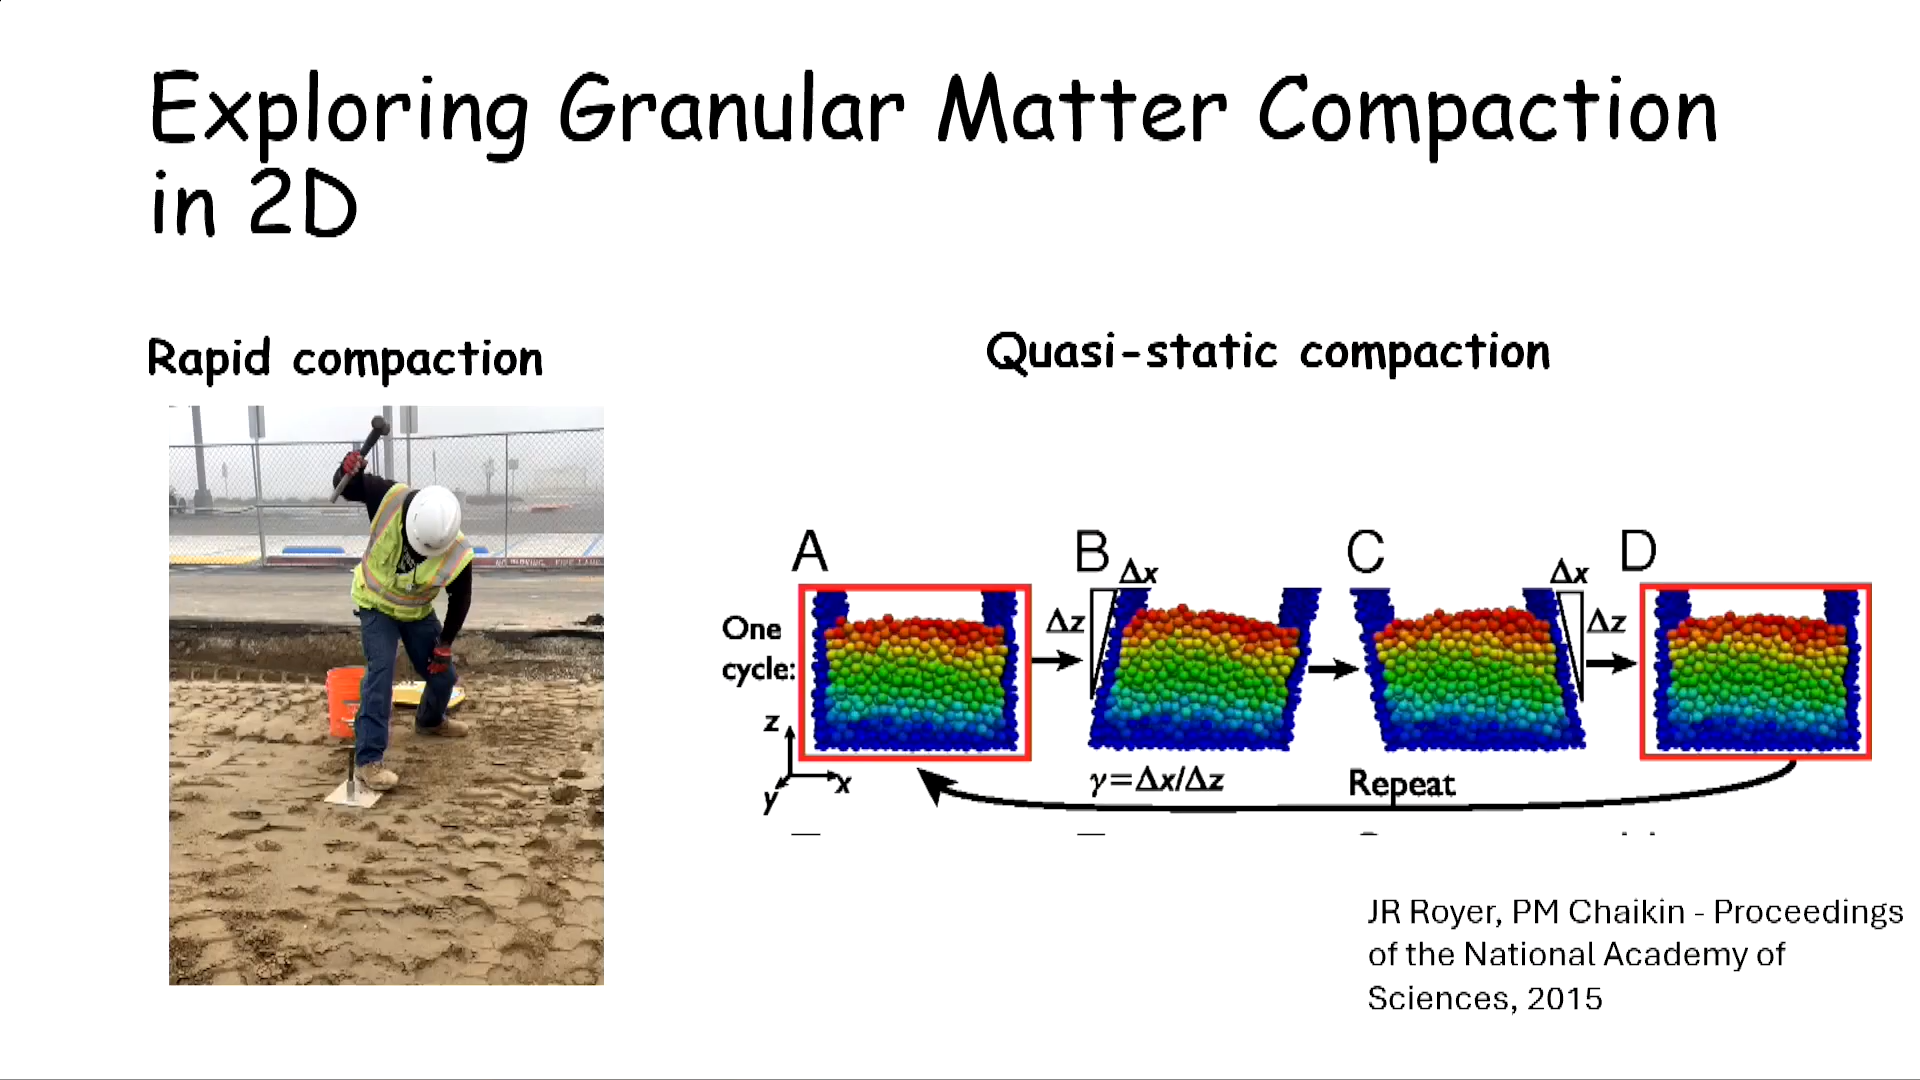 Exploring Granular Matter Compaction
in 2D
Rapid compaction
Quasi-static compaction
A
B
C
D
Δx
Δx
Δz
Δz
One
cycle:
z
x
y
γ=Δx/Δz
Repeat
JR Royer, PM Chaikin - Proceedings
of the National Academy of
Sciences, 2015